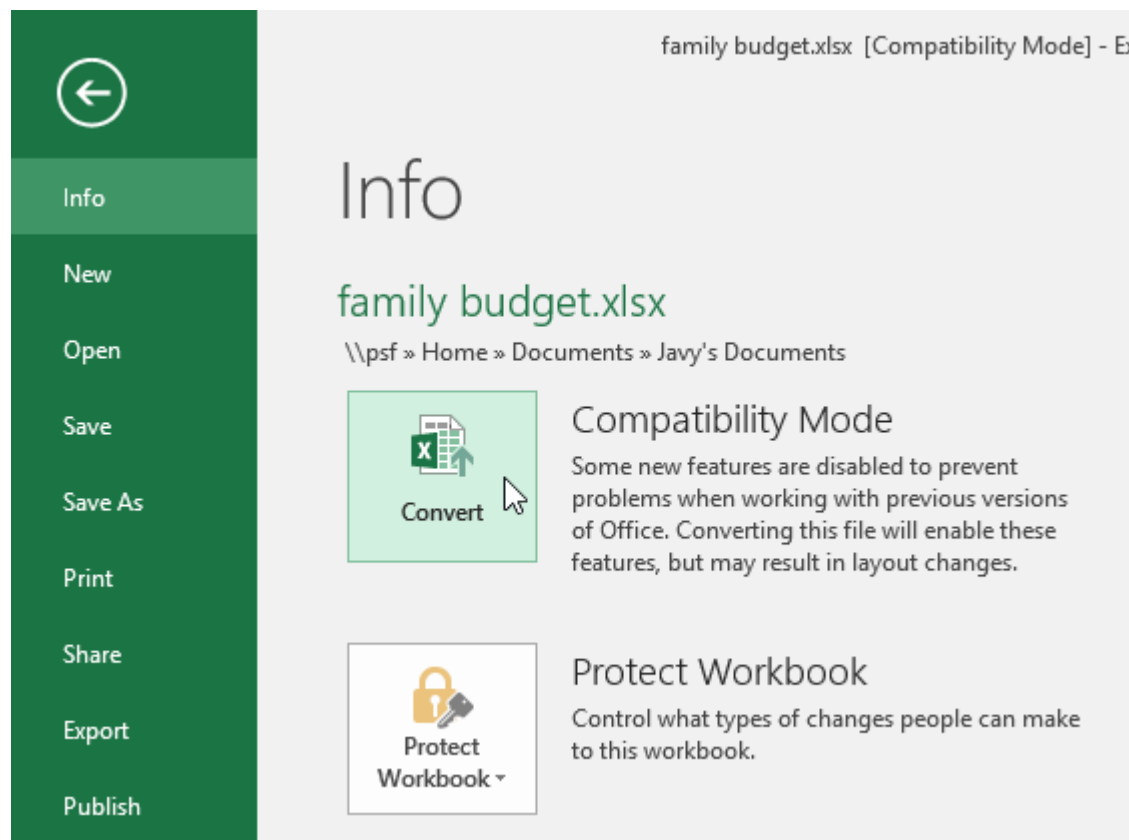 family budget.xlsx [Compatibility Mode] - E
Info
New
Open
Save
Save As
Print
Share
Export
Publish
Info
family budget.xlsx
\\psf » Home » Documents » Javy's Documents
Convert
Compatibility Mode
Some new features are disabled to prevent
problems when working with previous versions
of Office. Converting this file will enable these
features, but may result in layout changes.
Protect
Workbook
Protect Workbook
Control what types of changes people can make
to this workbook.